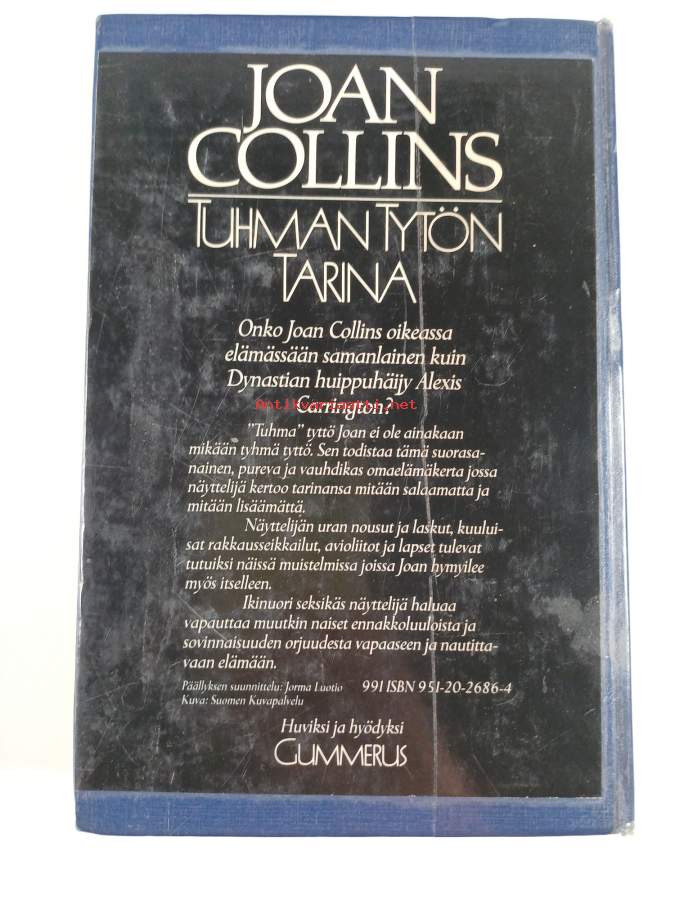 JOAN
COLLINS
TUHMAN TYTÖN
TARINA
Onko Joan Collins oikeassa
elämässään samanlainen kuin
Dynastian huippuhäijy Alexis
Carrington?
Antikvariaatti.net
"Tuhma" tyttö Joan ei ole ainakaan
mikään tyhmä tyttö. Sen todistaa tämä suorasa-
nainen, pureva ja vauhdikas omaelämäkerta jossa
näyttelijä kertoo tarinansa mitään salaamatta ja
mitään lisäämättä.
Näyttelijän uran nousut ja laskut, kuului-
sat rakkausseikkailut, avioliitot ja lapset tulevat
tutuiksi näissä muistelmissa joissa Joan hymyilee
myös itselleen.
Ikinuori seksikäs näyttelijä haluaa
vapauttaa muutkin naiset ennakkoluuloista ja
sovinnaisuuden orjuudesta vapaaseen ja nautitta-
vaan elämään.
Päällyksen suunnittelu: Jorma Luotio 991 ISBN 951-20-2686-4
Kuva: Suomen Kuvapalvelu
Huviksi ja hyödyksi
GUMMERUS